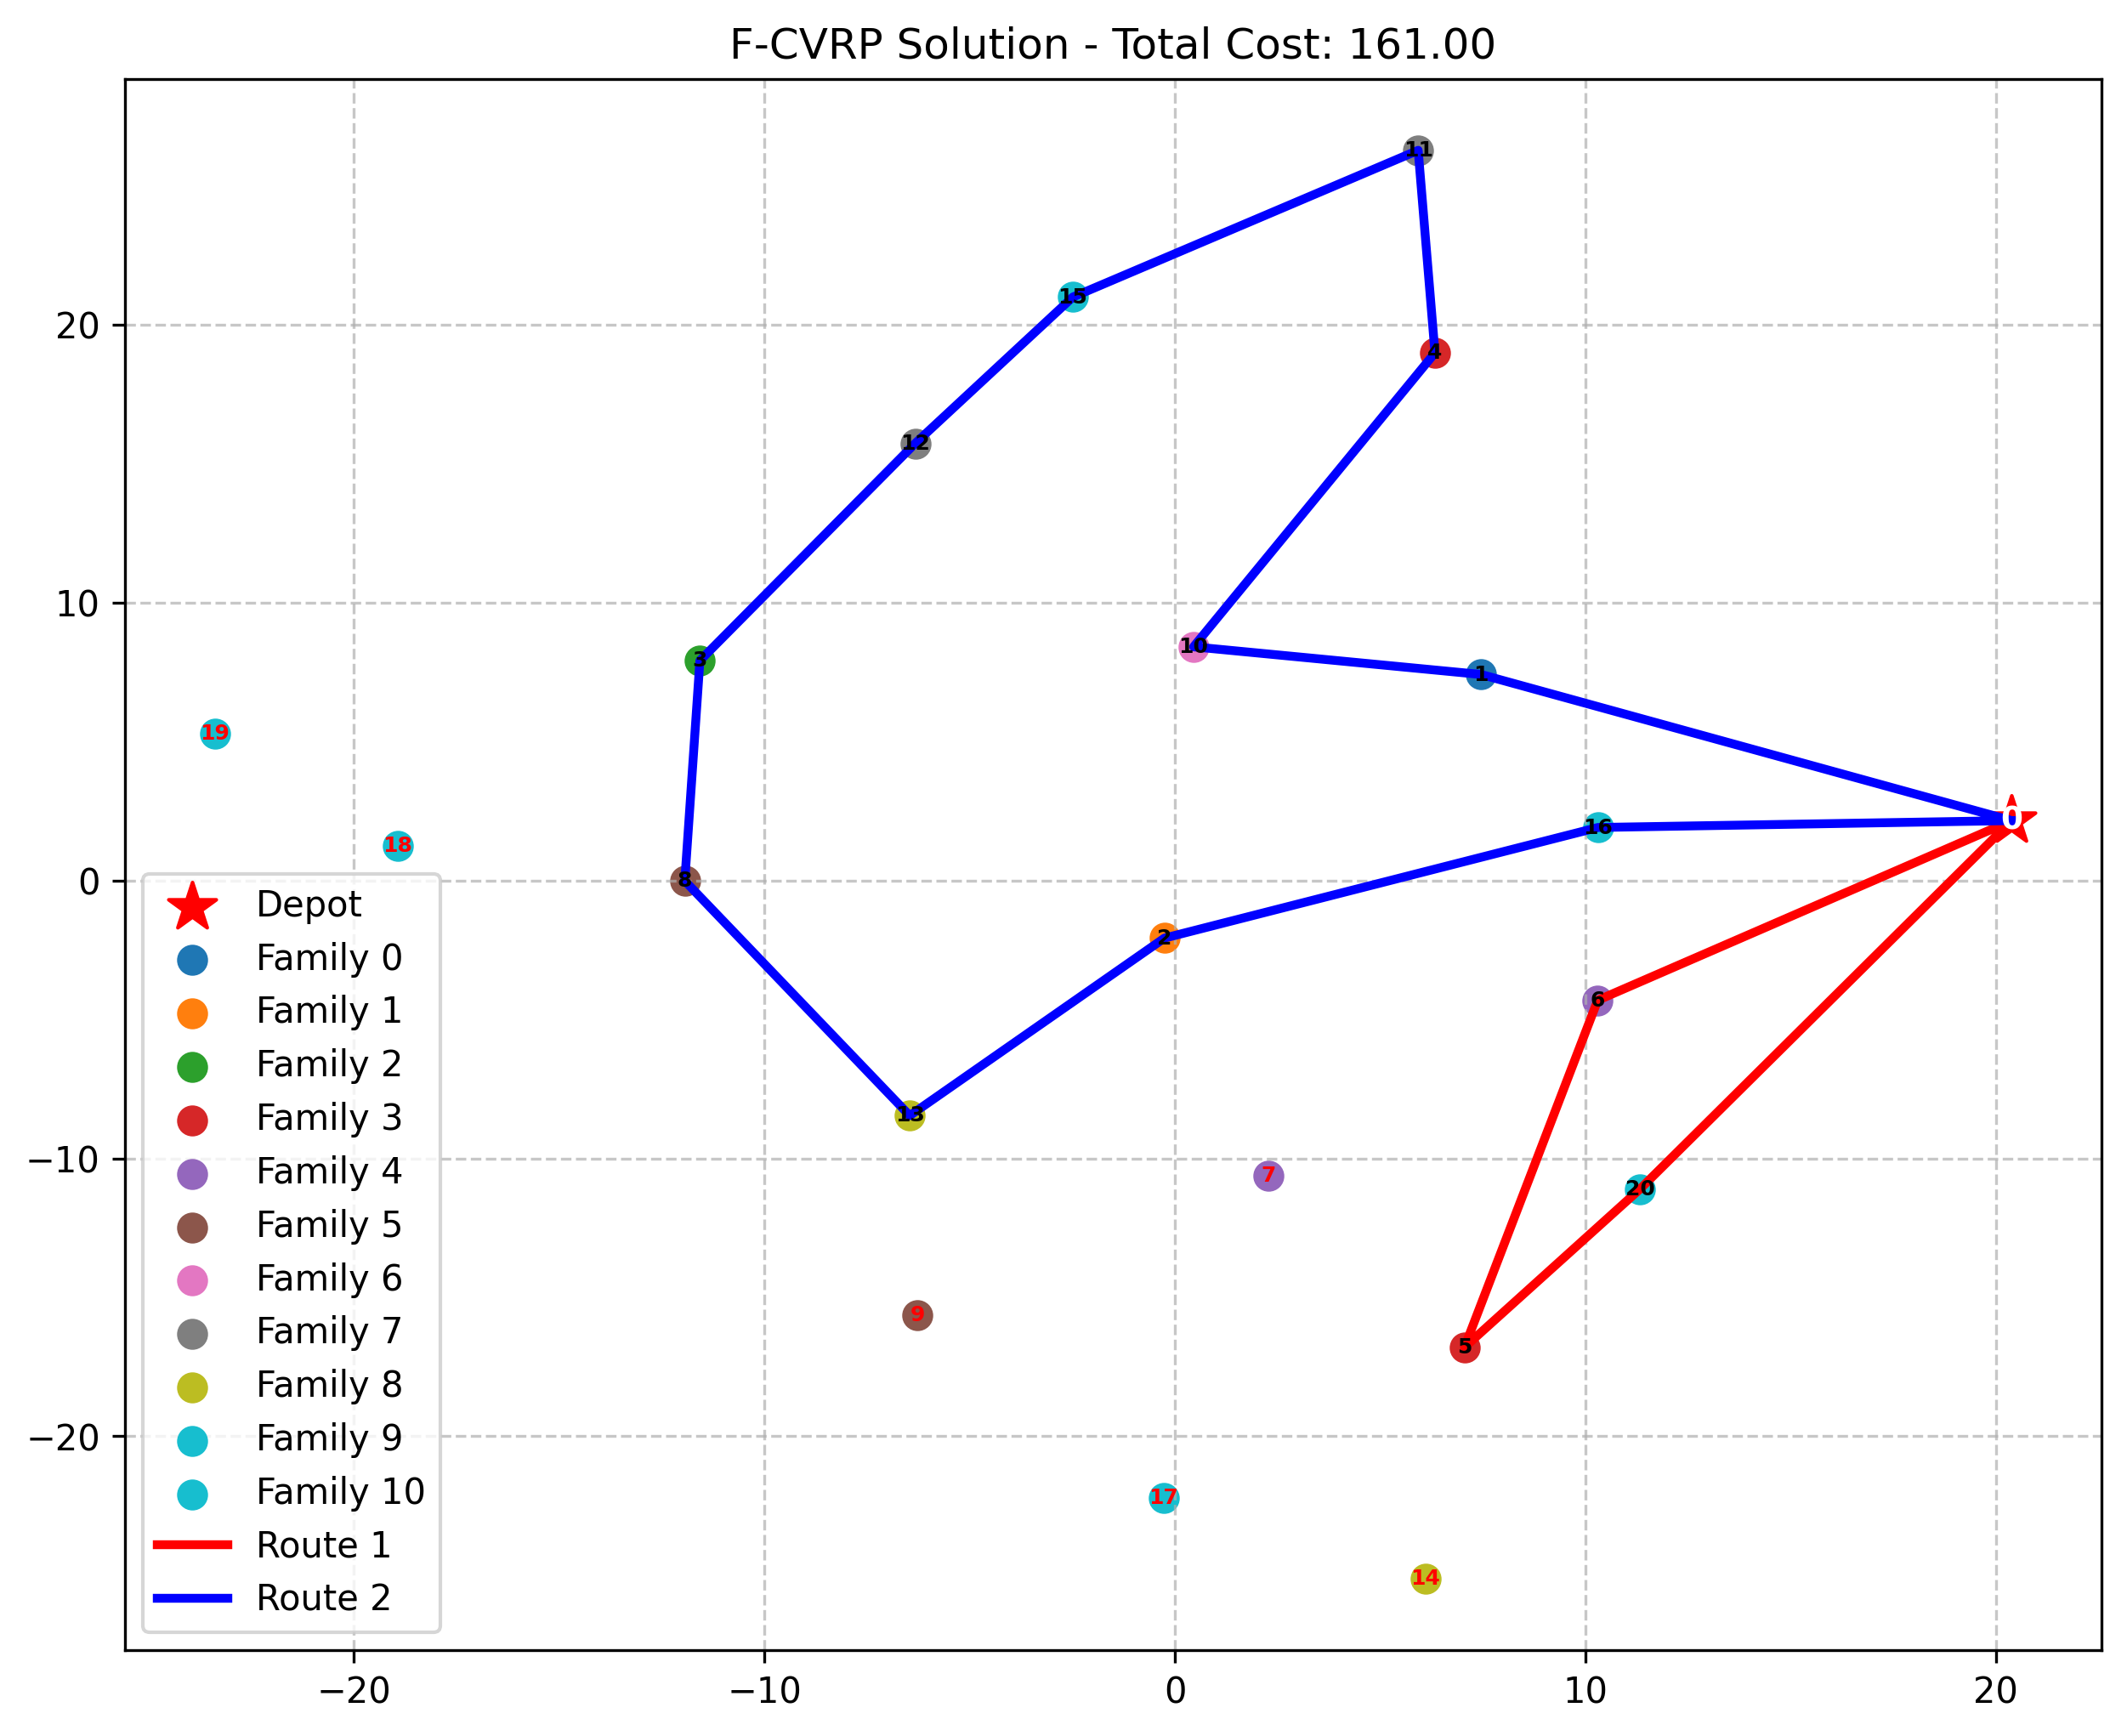 F-CVRP Solution - Total Cost: 161.00
11
15
20
4
12
10
10
3
1
19
16
0
18
0
8
2
6
13
−10
7
20
9
5
−20
17
14
Depot
Family 0
Family 1
Family 2
Family 3
Family 4
Family 5
Family 6
Family 7
Family 8
Family 9
Family 10
Route 1
Route 2
−20 −10 0 10 20